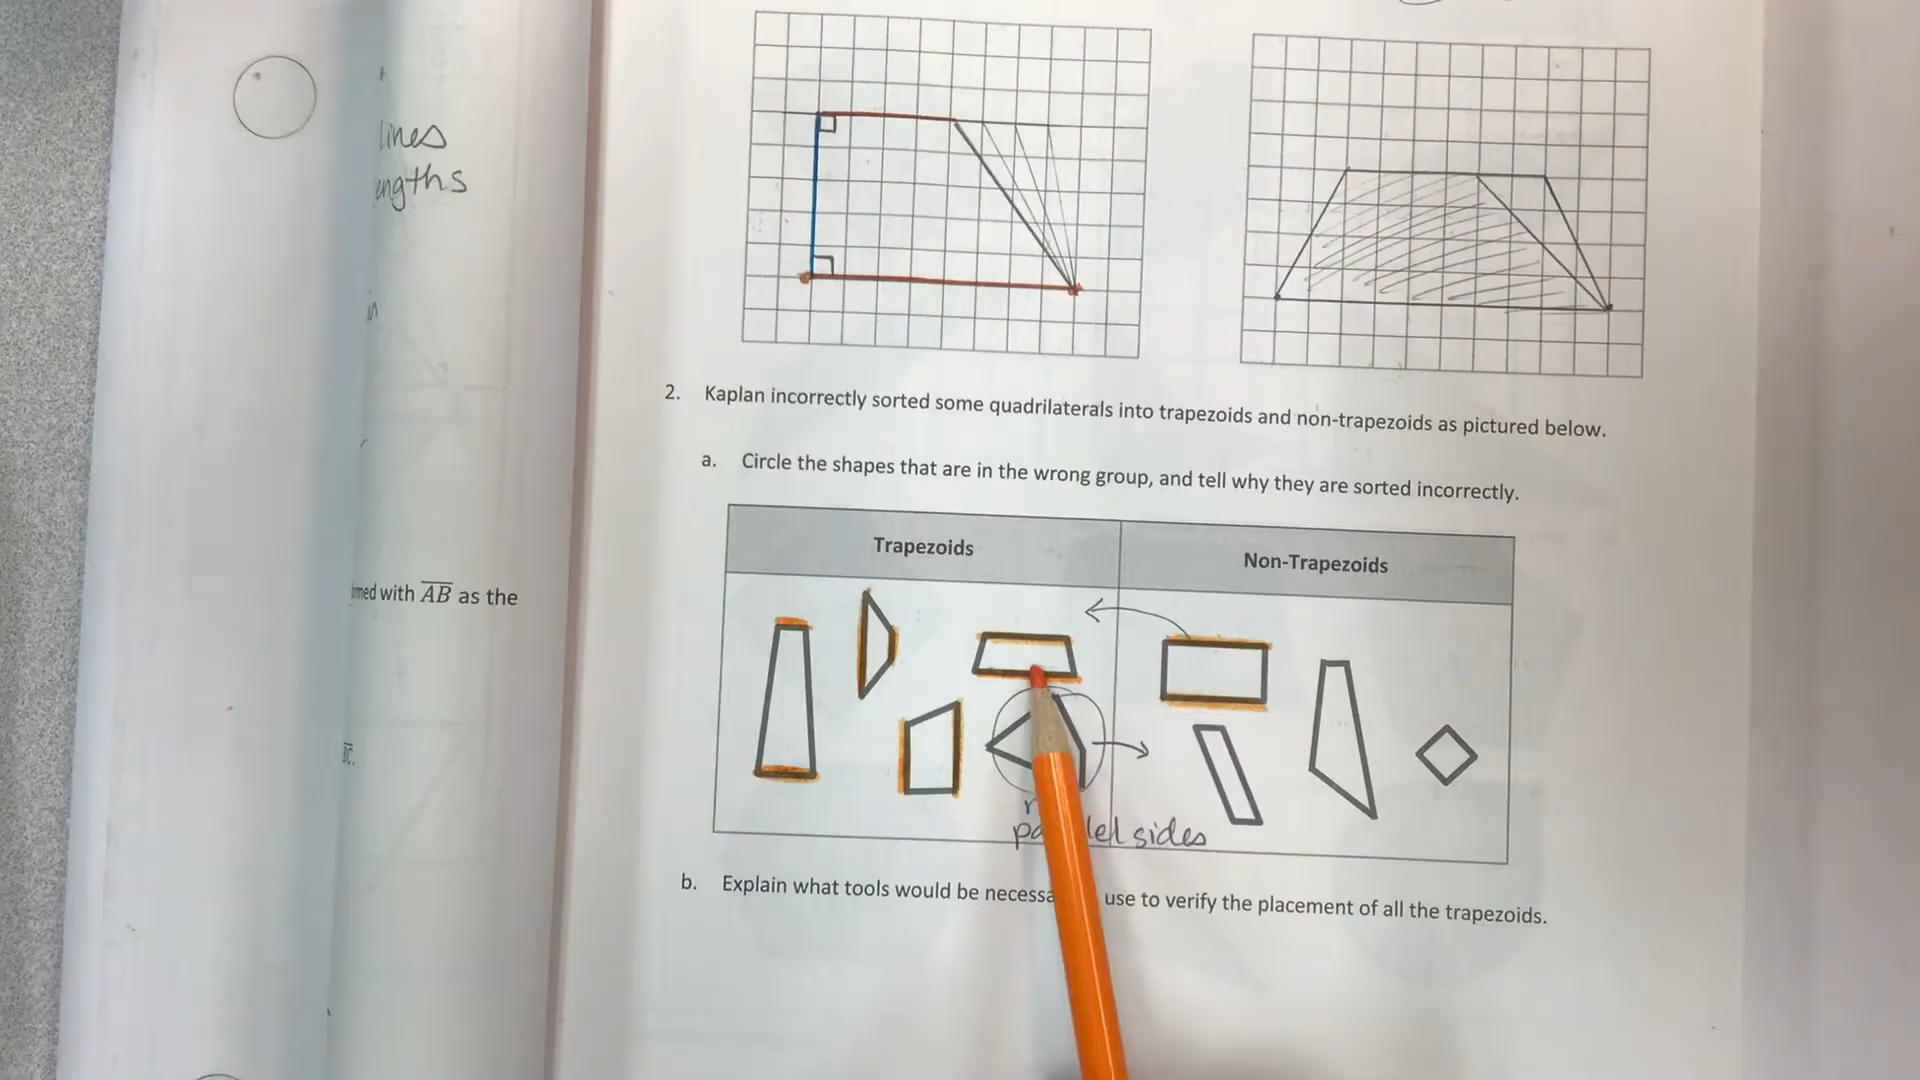 lines
engths
med with AB as the
BC.
2. Kaplan incorrectly sorted some quadrilaterals into trapezoids and non-trapezoids as pictured below.
a. Circle the shapes that are in the wrong group, and tell why they are sorted incorrectly.
Trapezoids
Non-Trapezoids
pa lel sides
b. Explain what tools would be necessa use to verify the placement of all the trapezoids.